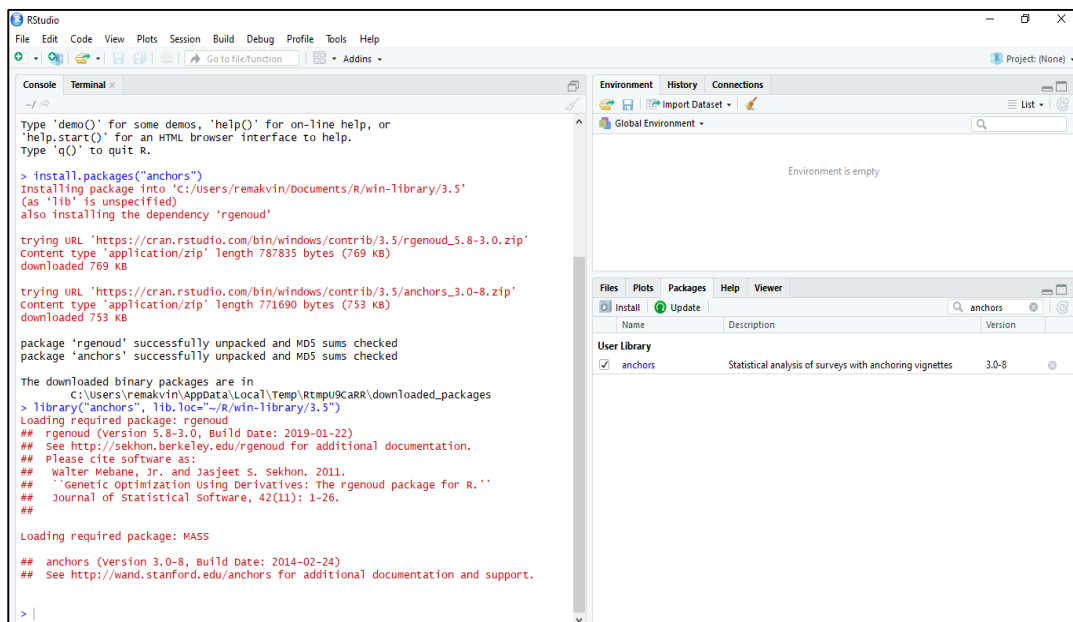 RStudio
File Edit Code View Plots Session Build Debug Profile Tools Help
Go to file/function Addins Project: (None)
Console Terminal
~/
Type 'demo()' for some demos, 'help()' for on-line help, or
'help.start()' for an HTML browser interface to help.
Type 'q()' to quit R.
> install.packages("anchors")
Installing package into ‘C:/Users/remakvin/Documents/R/win-library/3.5’
(as ‘lib’ is unspecified)
also installing the dependency ‘rgenoud’
trying URL 'https://cran.rstudio.com/bin/windows/contrib/3.5/rgenoud_5.8-3.0.zip'
Content type 'application/zip' length 787835 bytes (769 KB)
downloaded 769 KB
trying URL 'https://cran.rstudio.com/bin/windows/contrib/3.5/anchors_3.0-8.zip'
Content type 'application/zip' length 771690 bytes (753 KB)
downloaded 753 KB
package ‘rgenoud’ successfully unpacked and MD5 sums checked
package ‘anchors’ successfully unpacked and MD5 sums checked
The downloaded binary packages are in
C:\Users\remakvin\AppData\Local\Temp\RtmpU9CaRR\downloaded_packages
> library("anchors", lib.loc="~/R/win-library/3.5")
Loading required package: rgenoud
## rgenoud (Version 5.8-3.0, Build Date: 2019-01-22)
## See http://sekhon.berkeley.edu/rgenoud for additional documentation.
## Please cite software as:
## Walter Mebane, Jr. and Jasjeet S. Sekhon. 2011.
## ``Genetic Optimization Using Derivatives: The rgenoud package for R.''
## Journal of Statistical Software, 42(11): 1-26.
##
Loading required package: MASS
## anchors (Version 3.0-8, Build Date: 2014-02-24)
## See http://wand.stanford.edu/anchors for additional documentation and support.
>
Environment History Connections
Import Dataset List
Global Environment
Environment is empty
Files Plots Packages Help Viewer
Install Update anchors
Name Description Version
User Library
anchors Statistical analysis of surveys with anchoring vignettes 3.0-8